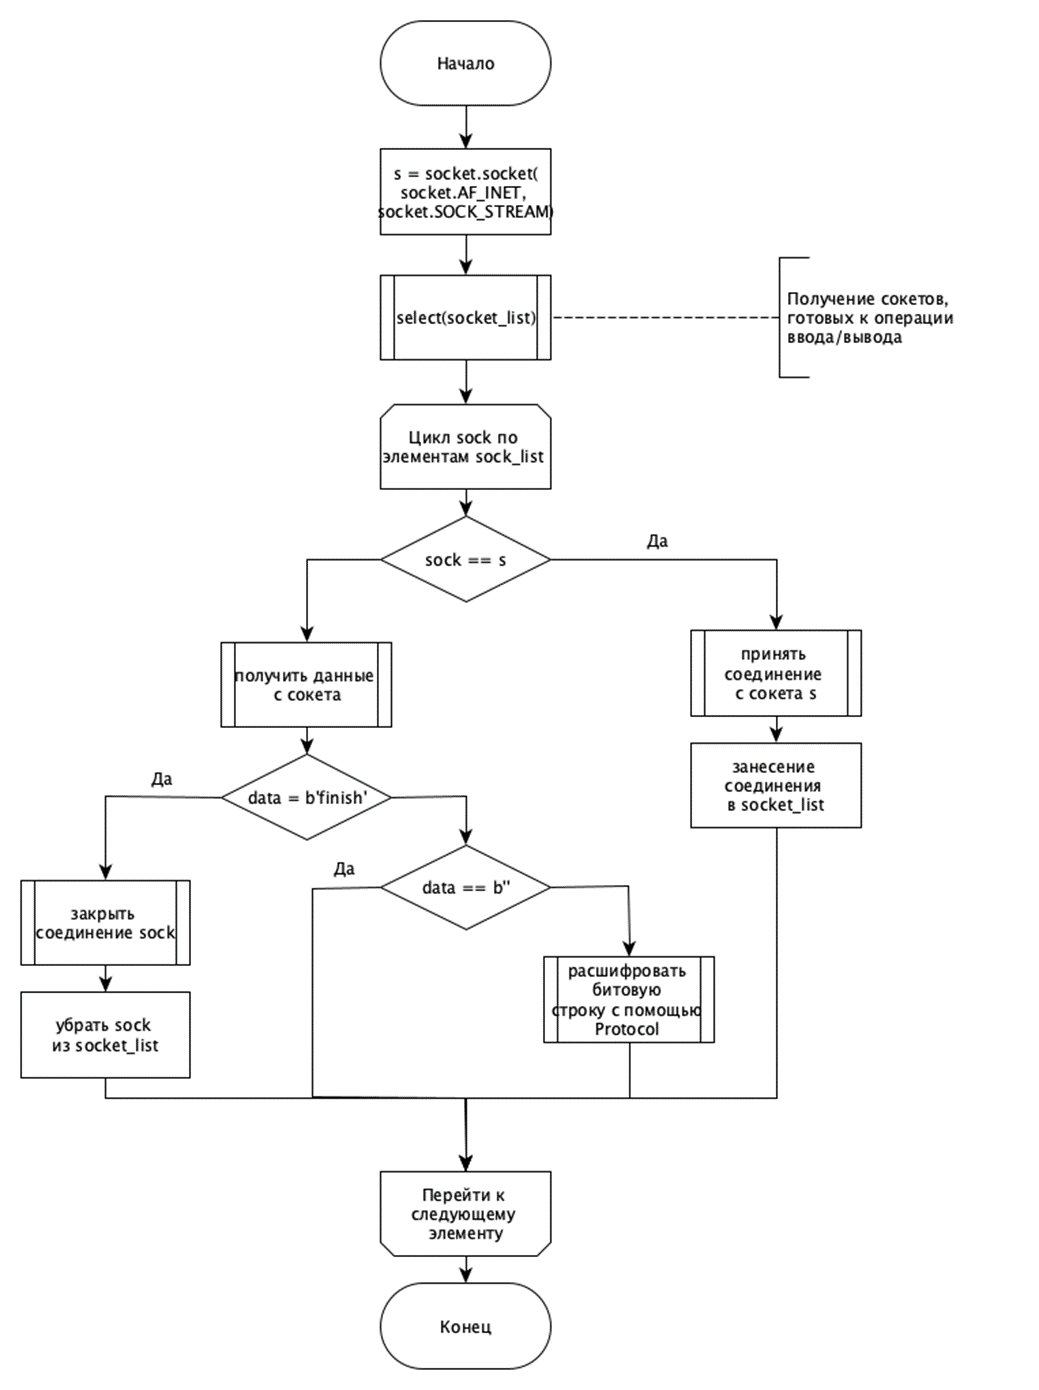 Начало
s = socket.socket(
socket.AF_INET,
socket.SOCK_STREAM)
select(socket_list)
Получение сокетов,
готовых к операции
ввода/вывода
Цикл sock по
элементам sock_list
sock == s
Да
получить данные
с сокета
принять
соединение
с сокета s
занесение
соединения
в socket_list
Да
data = b'finish'
Да
data == b''
закрыть
соединение sock
расшифровать
битовую
строку с помощью
Protocol
убрать sock
из socket_list
Перейти к
следующему
элементу
Конец